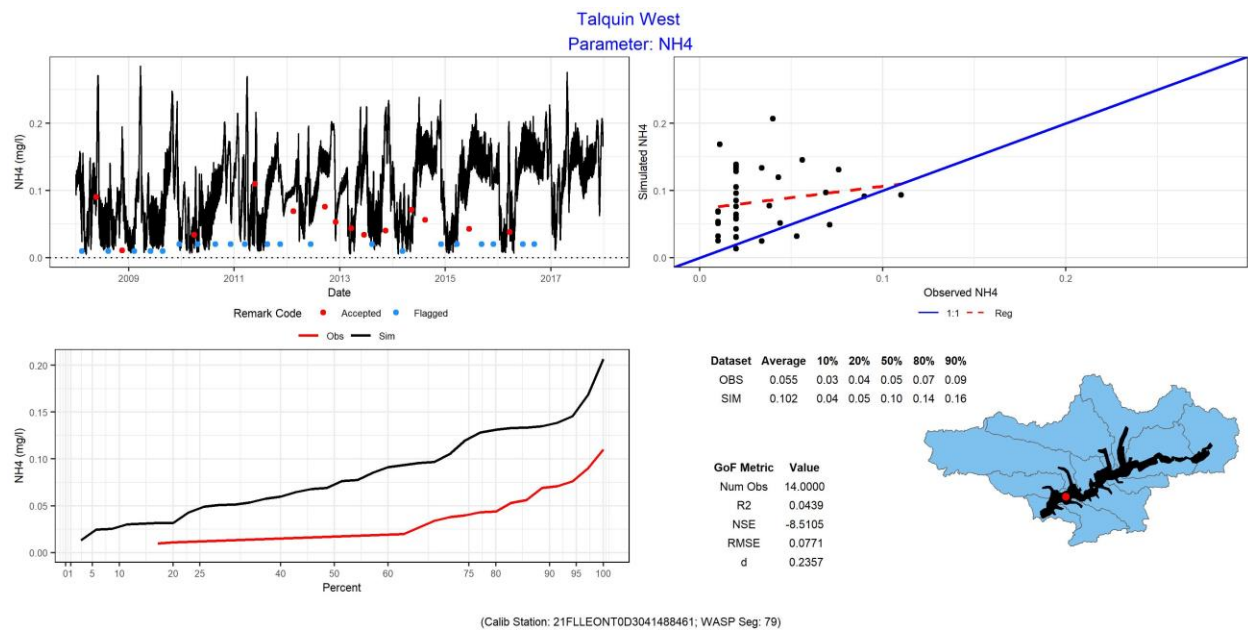 Talquin West
Parameter: NH4
NH4 (mg/l)
0.2
0.1
0.0
2009 2011 2013 2015 2017
Date
Remark Code Accepted Flagged
Obs Sim
Simulated NH4
0.2
0.1
0.0
0.0 0.1 0.2
Observed NH4
1:1 Reg
NH4 (mg/l)
0.20
0.15
0.10
0.05
0.00
0 1 5 10 20 25 40 50 60 75 80 90 95 100
Percent
Dataset Average 10% 20% 50% 80% 90%
OBS 0.055 0.03 0.04 0.05 0.07 0.09
SIM 0.102 0.04 0.05 0.10 0.14 0.16
GoF Metric Value
Num Obs 14.0000
R2 0.0439
NSE -8.5105
RMSE 0.0771
d 0.2357
(Calib Station: 21FLLEONT0D3041488461; WASP Seg: 79)